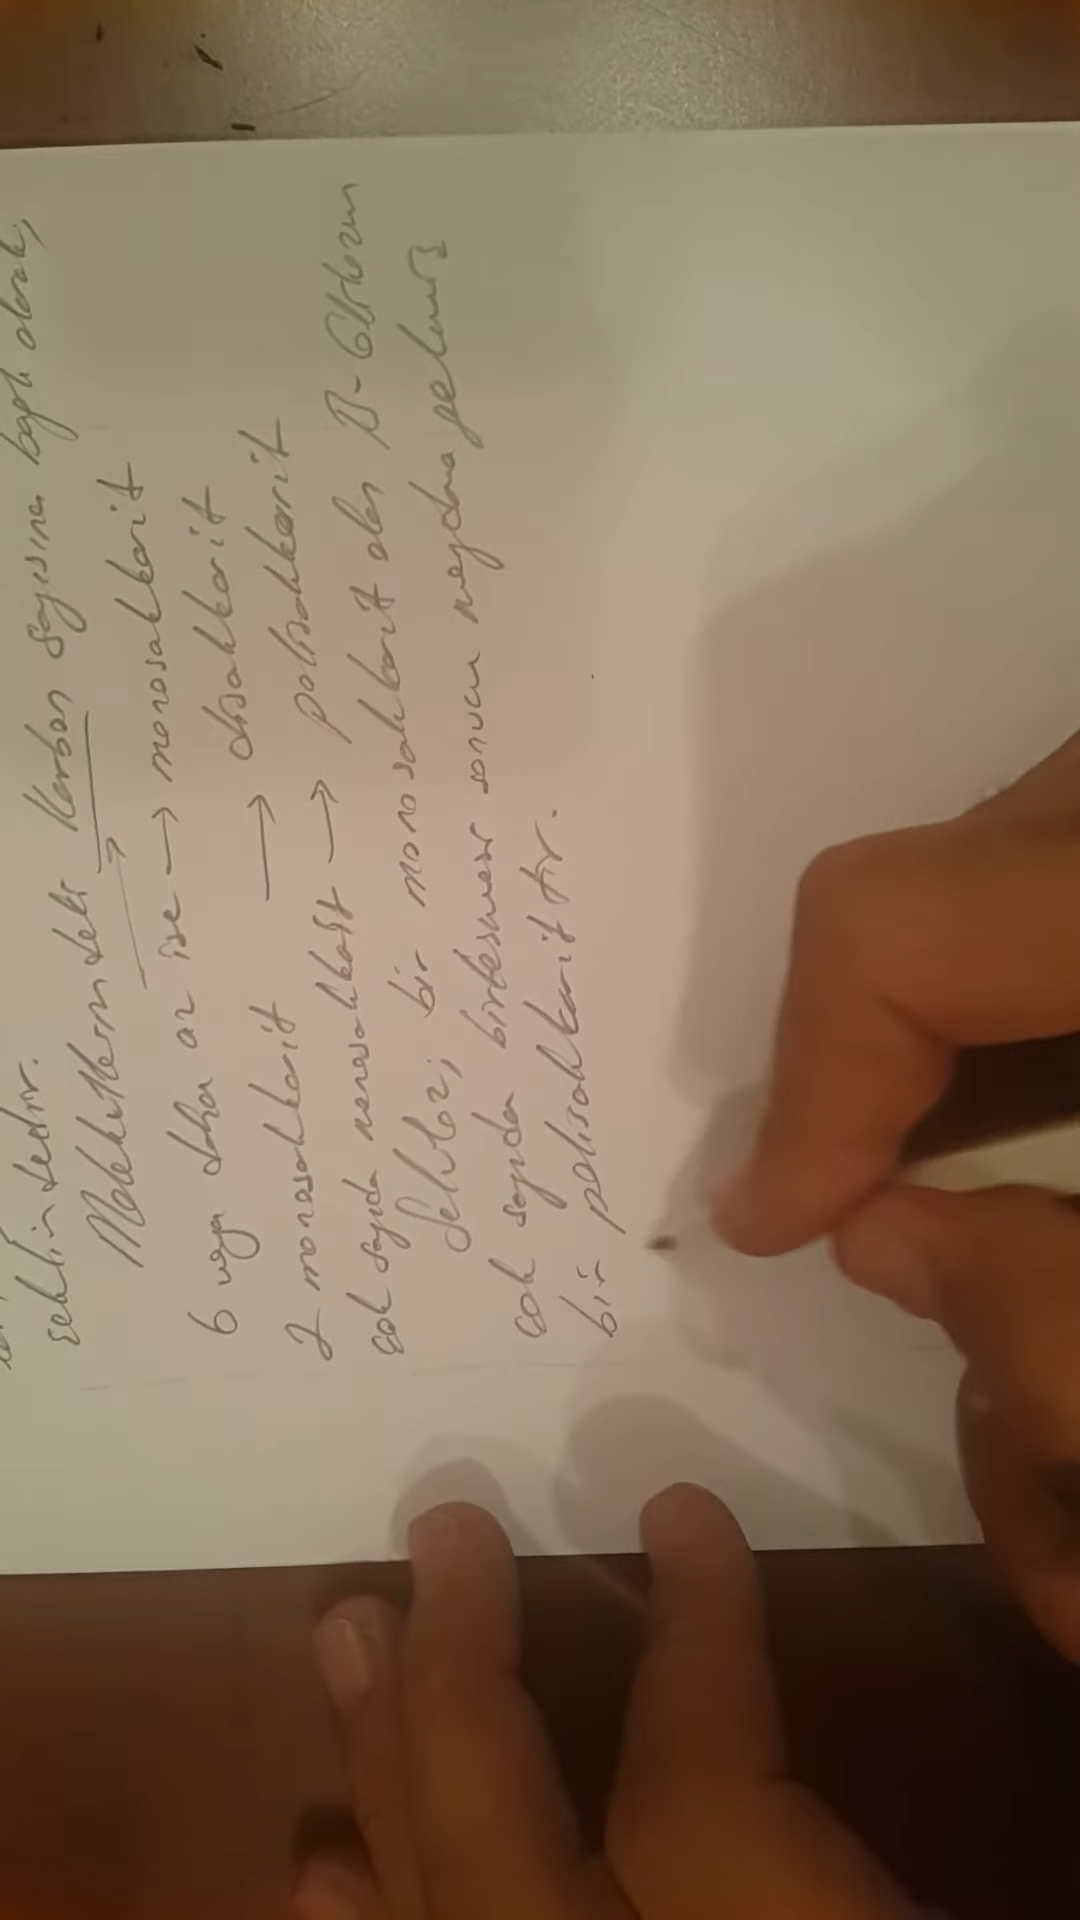 şeklindedir.
Moleküllerindeki Karbon sayısına bağlı olarak,
6 veya daha az ise → monosakkarit
2 monosakkarit → disakkarit
çok sayıda monosakkarit → polisakkarit
Selüloz; bir monosakkarit olan B-Glikozun
çok sayıda birleşmesi sonucu meydana gelmiş
bir polisakkarittir.